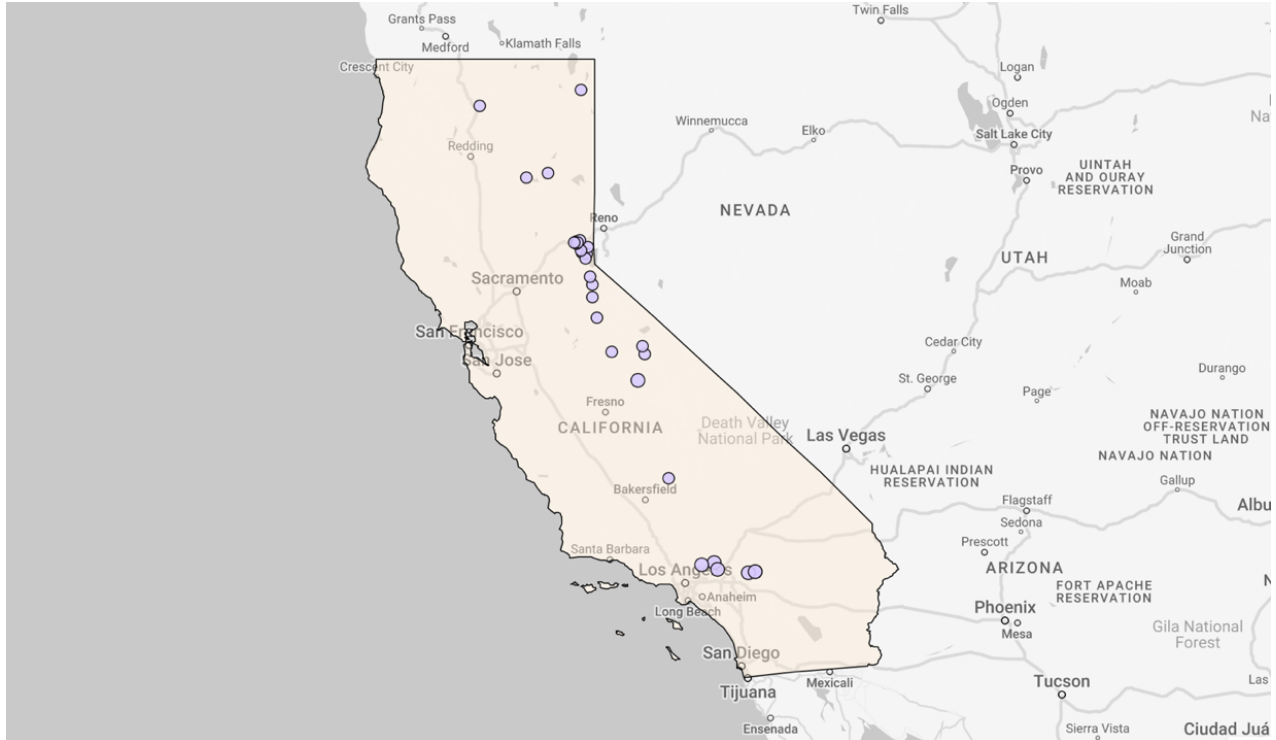 Twin Falls
Grants Pass
Medford
Klamath Falls
Crescent City
Logan
Ogden
Winnemucca
Elko
Salt Lake City
Redding
Provo
UINTAH
AND OURAY
RESERVATION
NEVADA
Reno
Grand
Junction
UTAH
Sacramento
Moab
San Francisco
San Jose
Cedar City
St. George
Durango
Page
Fresno
CALIFORNIA
Death Valley
National Park
Las Vegas
NAVAJO NATION
OFF-RESERVATION
TRUST LAND
NAVAJO NATION
HUALAPAI INDIAN
RESERVATION
Gallup
Bakersfield
Flagstaff
Albu
Sedona
Prescott
Santa Barbara
Los Angeles
ARIZONA
Anaheim
Long Beach
FORT APACHE
RESERVATION
Phoenix
Mesa
Gila National
Forest
San Diego
Tijuana
Mexicali
Tucson
Las
Ensenada
Sierra Vista
Ciudad Juá